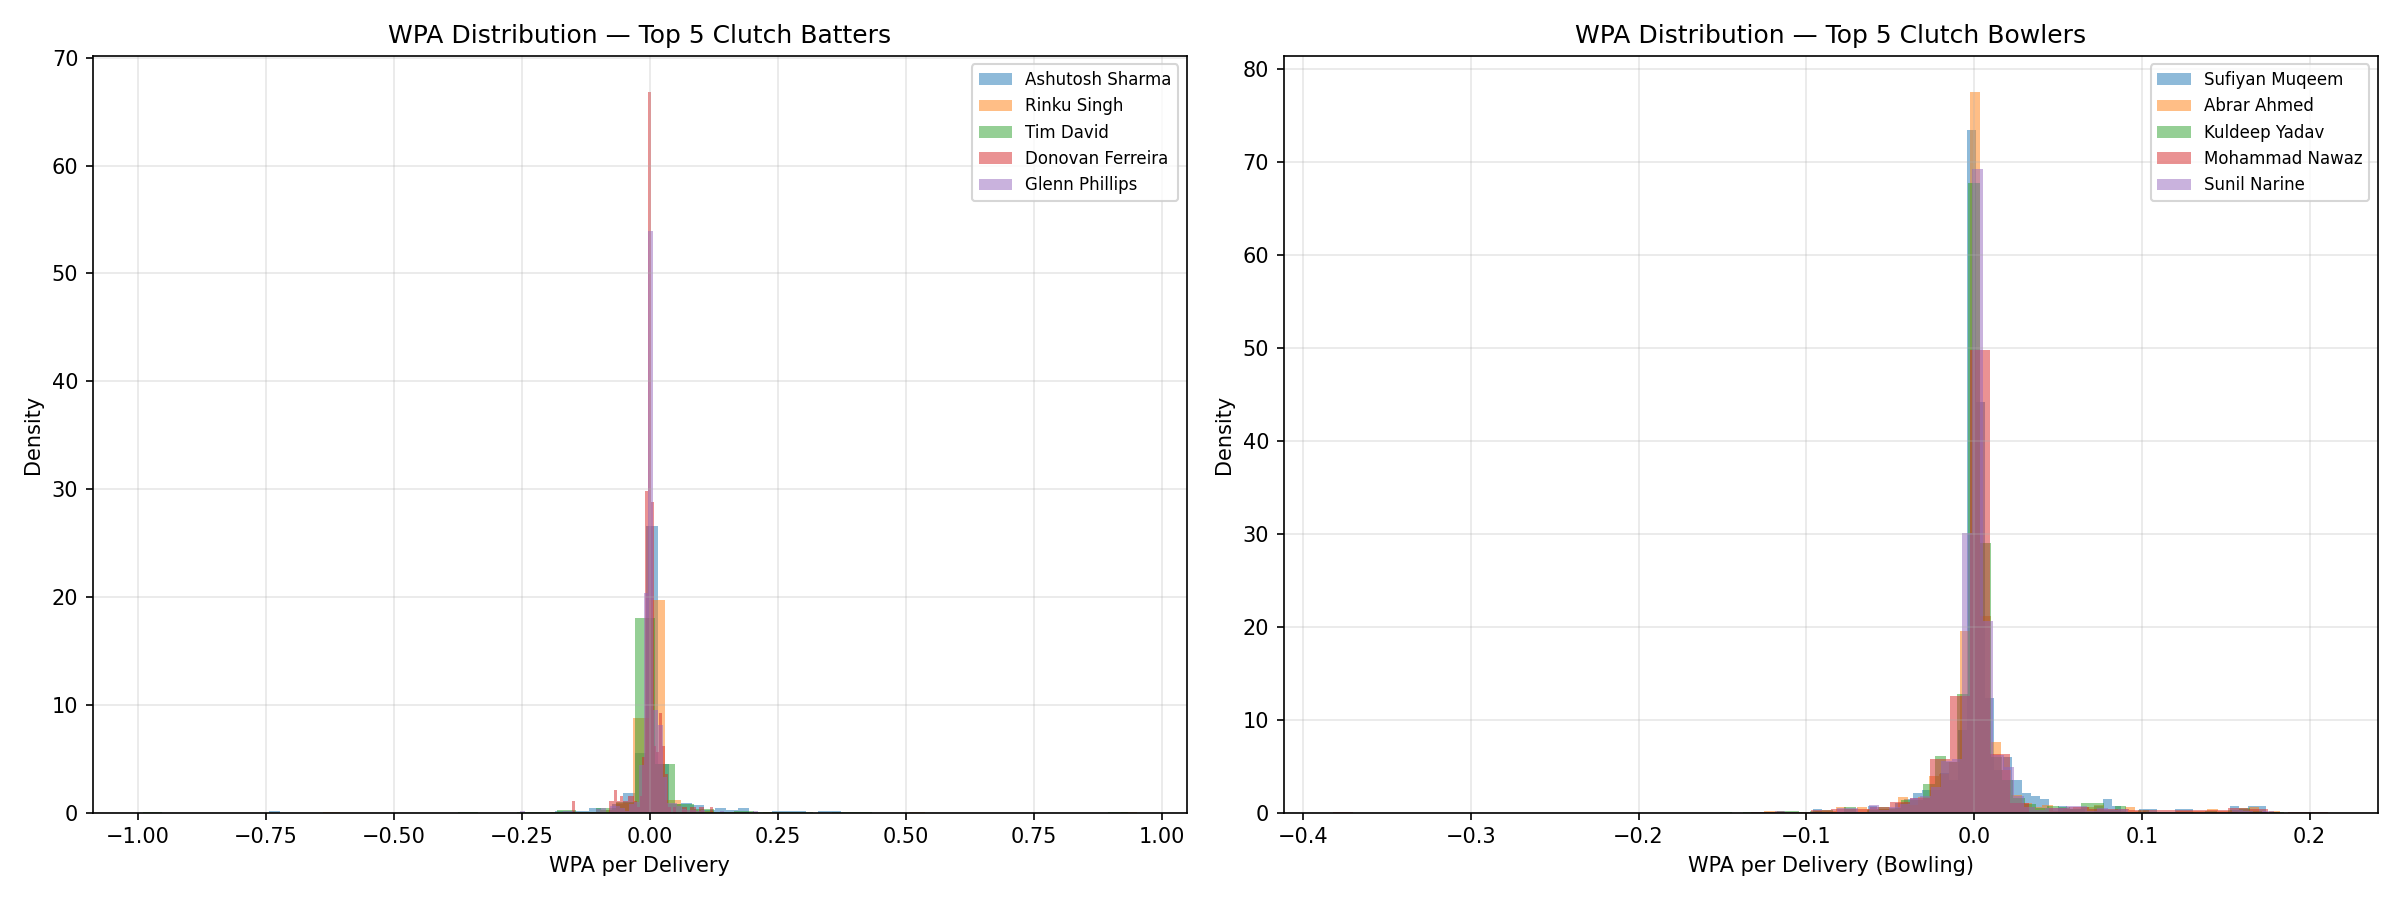 WPA Distribution — Top 5 Clutch Batters
70
60
50
40
30
20
10
0
Density
−1.00 −0.75 −0.50 −0.25 0.00 0.25 0.50 0.75 1.00
WPA per Delivery
Ashutosh Sharma
Rinku Singh
Tim David
Donovan Ferreira
Glenn Phillips
WPA Distribution — Top 5 Clutch Bowlers
80
70
60
50
40
30
20
10
0
Density
−0.4 −0.3 −0.2 −0.1 0.0 0.1 0.2
WPA per Delivery (Bowling)
Sufiyan Muqeem
Abrar Ahmed
Kuldeep Yadav
Mohammad Nawaz
Sunil Narine